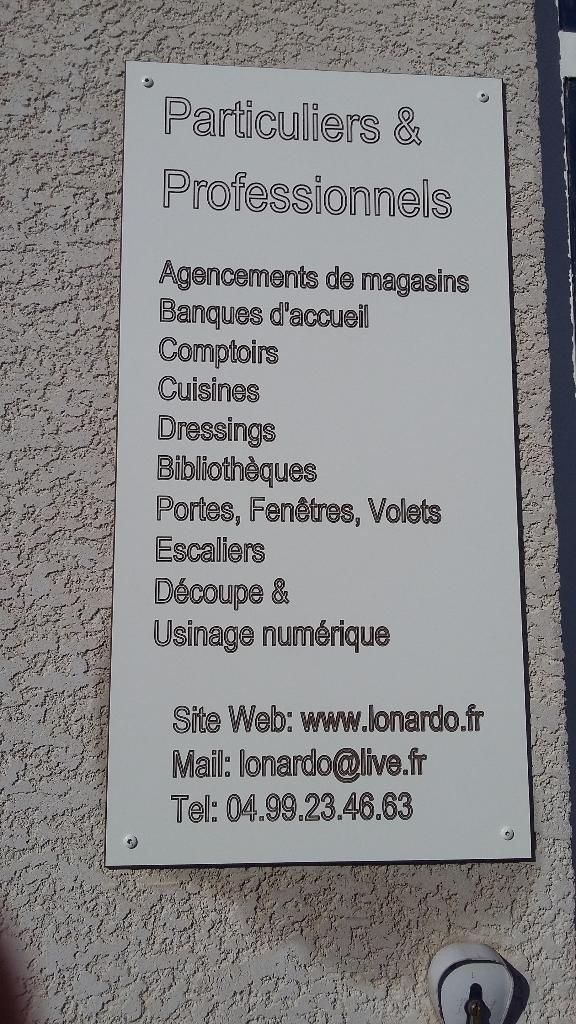 Particuliers &
Professionnels
Agencements de magasins
Banques d'accueil
Comptoirs
Cuisines
Dressings
Bibliothèques
Portes, Fenêtres, Volets
Escaliers
Découpe &
Usinage numérique
Site Web: www.lonardo.fr
Mail: lonardo@live.fr
Tel: 04.99.23.46.63